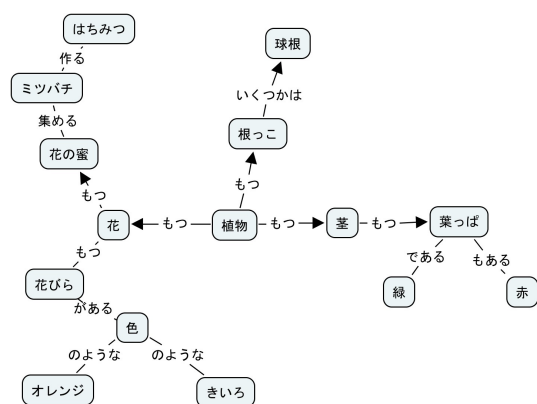 はちみつ
球根
作る
ミツバチ
いくつかは
集める
根っこ
花の蜜
もつ
もつ
花
もつ
植物
もつ
茎
もつ
葉っぱ
もつ
である
もある
花びら
緑
赤
がある
色
のような
のような
オレンジ
きいろ